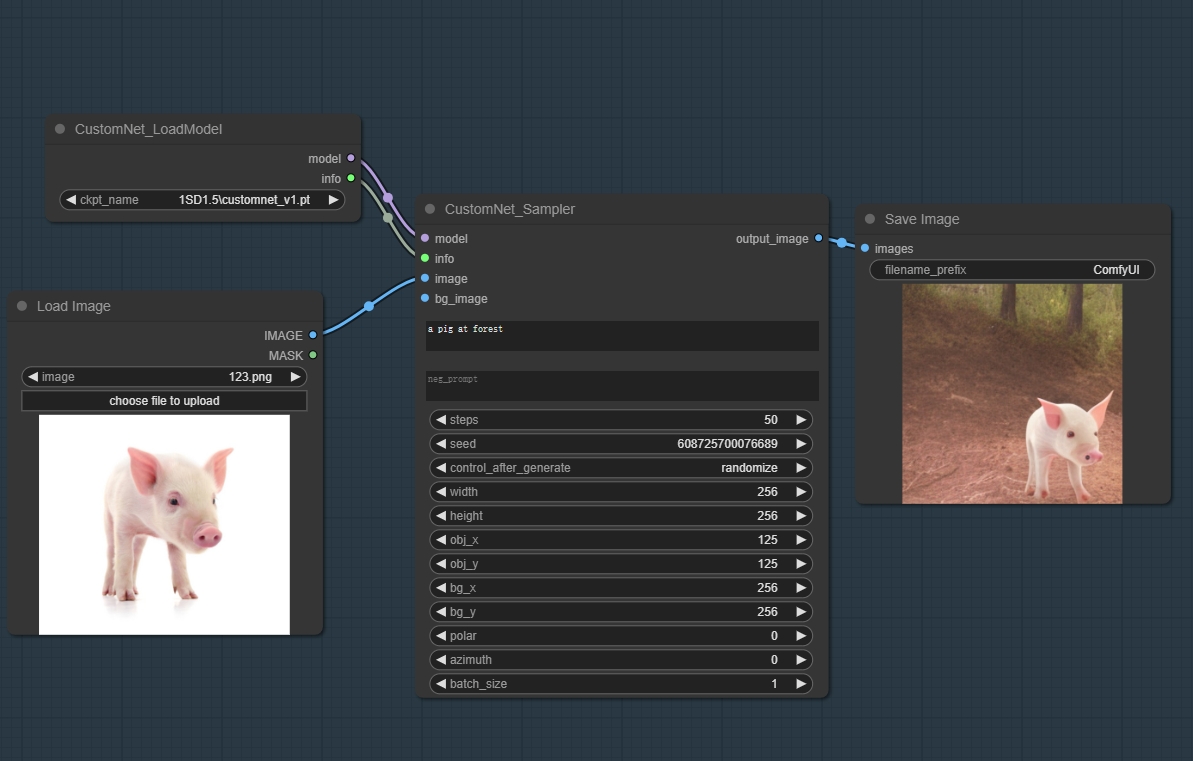 CustomNet_LoadModel
model
info
ckpt_name 1SD1.5\customnet_v1.pt
Load Image
IMAGE
MASK
image 123.png
choose file to upload
CustomNet_Sampler
model output_image
info
image
bg_image
a pig at forest
neg_prompt
steps 50
seed 608725700076689
control_after_generate randomize
width 256
height 256
obj_x 125
obj_y 125
bg_x 256
bg_y 256
polar 0
azimuth 0
batch_size 1
Save Image
images
filename_prefix ComfyUI